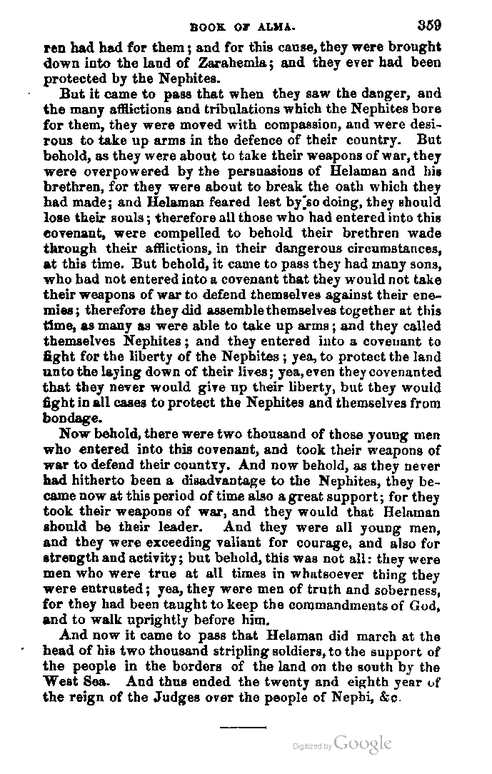 BOOK OF ALMA. 359
ren had had for them; and for this cause, they were brought
down into the land of Zarahemla; and they ever had been
protected by the Nephites.
But it came to pass that when they saw the danger, and
the many afflictions and tribulations which the Nephites bore
for them, they were moved with compassion, and were desi-
rous to take up arms in the defence of their country. But
behold, as they were about to take their weapons of war, they
were overpowered by the persuasions of Helaman and his
brethren, for they were about to break the oath which they
had made; and Helaman feared lest by so doing, they should
lose their souls; therefore all those who had entered into this
covenant, were compelled to behold their brethren wade
through their afflictions, in their dangerous circumstances,
at this time. But behold, it came to pass they had many sons,
who had not entered into a covenant that they would not take
their weapons of war to defend themselves against their ene-
mies; therefore they did assemble themselves together at this
time, as many as were able to take up arms; and they called
themselves Nephites; and they entered into a covenant to
fight for the liberty of the Nephites; yea, to protect the land
unto the laying down of their lives; yea, even they covenanted
that they never would give up their liberty, but they would
fight in all cases to protect the Nephites and themselves from
bondage.
Now behold, there were two thousand of those young men
who entered into this covenant, and took their weapons of
war to defend their country. And now behold, as they never
had hitherto been a disadvantage to the Nephites, they be-
came now at this period of time also a great support; for they
took their weapons of war, and they would that Helaman
should be their leader. And they were all young men,
and they were exceeding valiant for courage, and also for
strength and activity; but behold, this was not all: they were
men who were true at all times in whatsoever thing they
were entrusted; yea, they were men of truth and soberness,
for they had been taught to keep the commandments of God,
and to walk uprightly before him.
And now it came to pass that Helaman did march at the
head of his two thousand stripling soldiers, to the support of
the people in the borders of the land on the south by the
West Sea. And thus ended the twenty and eighth year of
the reign of the Judges over the people of Nephi, &c.
Digitized by Google